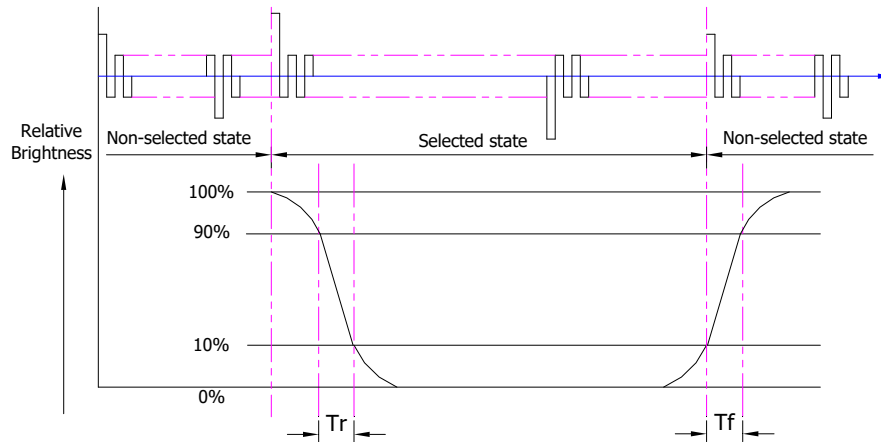 Relative
Brightness
Non-selected state
Selected state
Non-selected state
100%
90%
10%
0%
Tr
Tf